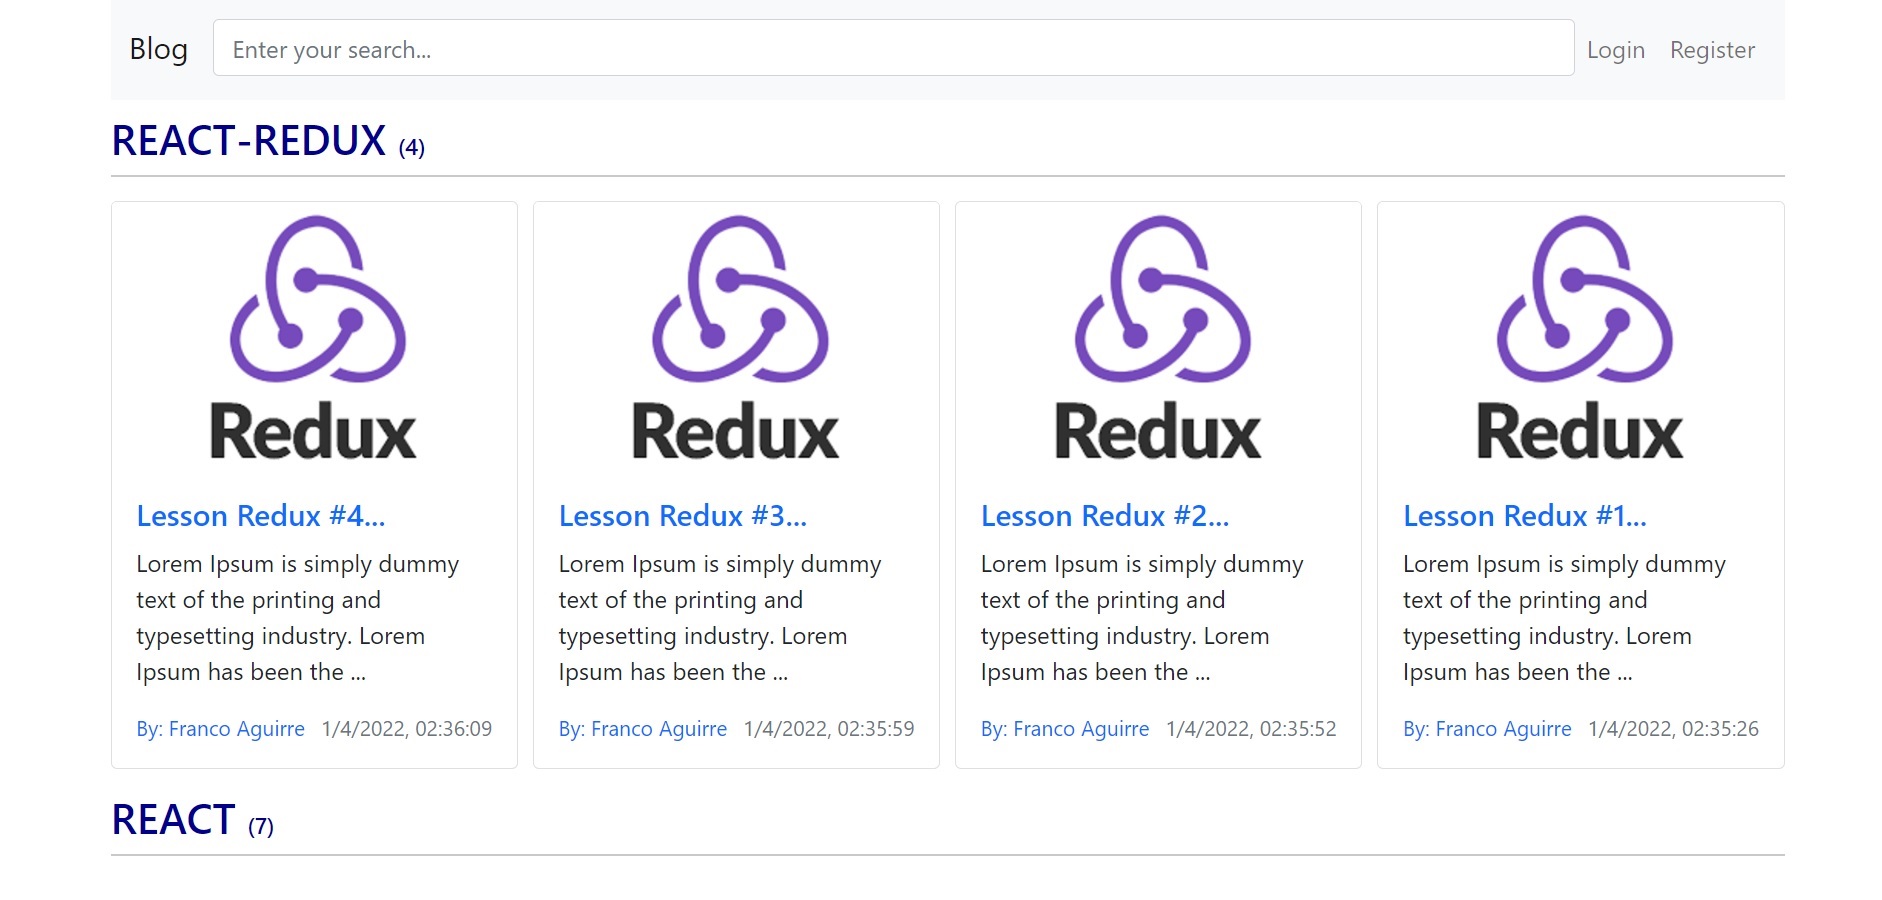 Blog
Enter your search...
Login
Register
REACT-REDUX (4)
Redux
Lesson Redux #4...
Lorem Ipsum is simply dummy
text of the printing and
typesetting industry. Lorem
Ipsum has been the ...
By: Franco Aguirre 1/4/2022, 02:36:09
Redux
Lesson Redux #3...
Lorem Ipsum is simply dummy
text of the printing and
typesetting industry. Lorem
Ipsum has been the ...
By: Franco Aguirre 1/4/2022, 02:35:59
Redux
Lesson Redux #2...
Lorem Ipsum is simply dummy
text of the printing and
typesetting industry. Lorem
Ipsum has been the ...
By: Franco Aguirre 1/4/2022, 02:35:52
Redux
Lesson Redux #1...
Lorem Ipsum is simply dummy
text of the printing and
typesetting industry. Lorem
Ipsum has been the ...
By: Franco Aguirre 1/4/2022, 02:35:26
REACT (7)